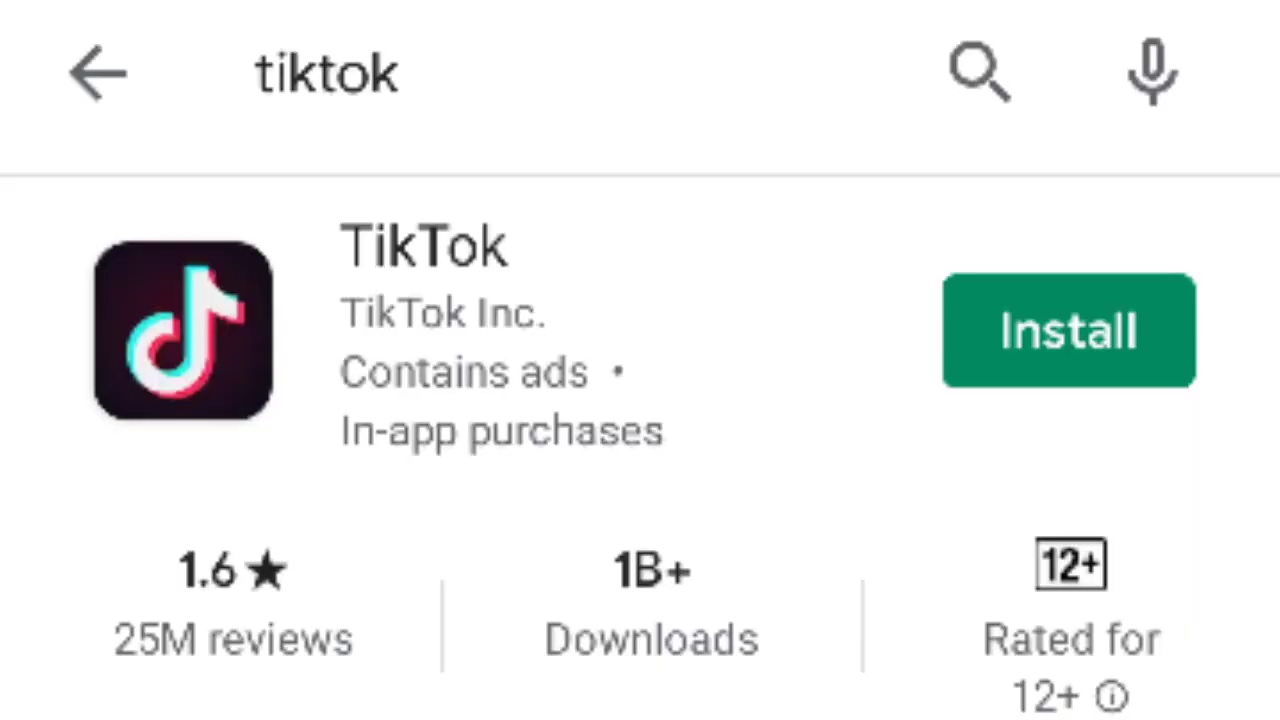 tiktok
TikTok
TikTok Inc.
Contains ads •
In-app purchases
Install
1.6 ★
1B+
12+
25M reviews
Downloads
Rated for
12+